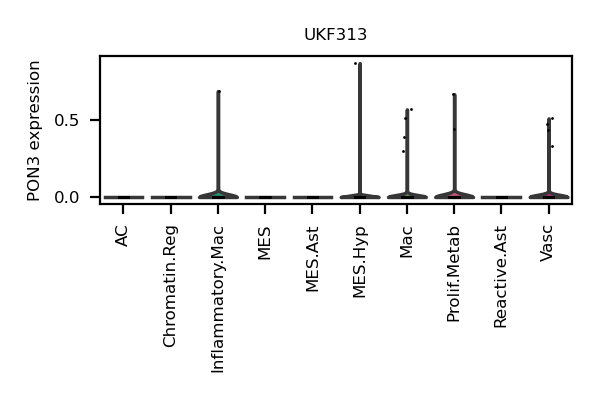 UKF313
PON3 expression
0.5
0.0
AC
Chromatin.Reg
Inflammatory.Mac
MES
MES.Ast
MES.Hyp
Mac
Prolif.Metab
Reactive.Ast
Vasc